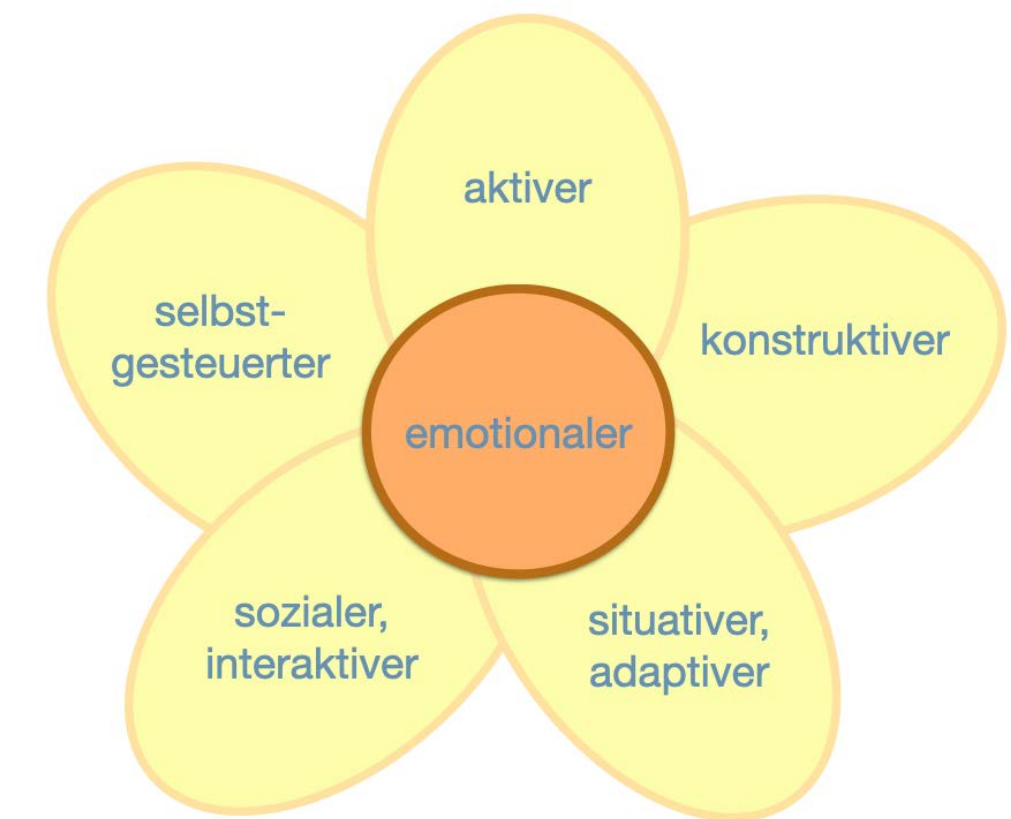 aktiver
selbst-
gesteuerter
konstruktiver
emotionaler
sozialer,
interaktiver
situativer,
adaptiver